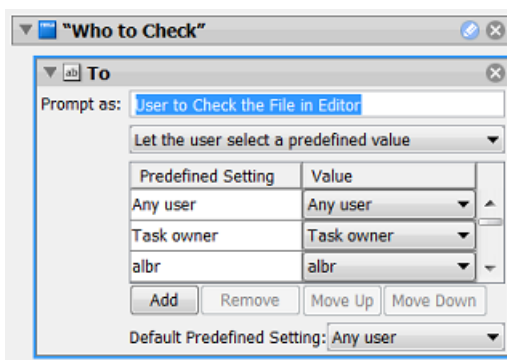 "Who to Check"
ab To
Prompt as: User to Check the File in Editor
Let the user select a predefined value
Predefined Setting Value
Any user Any user
Task owner Task owner
albr albr
Add Remove Move Up Move Down
Default Predefined Setting: Any user